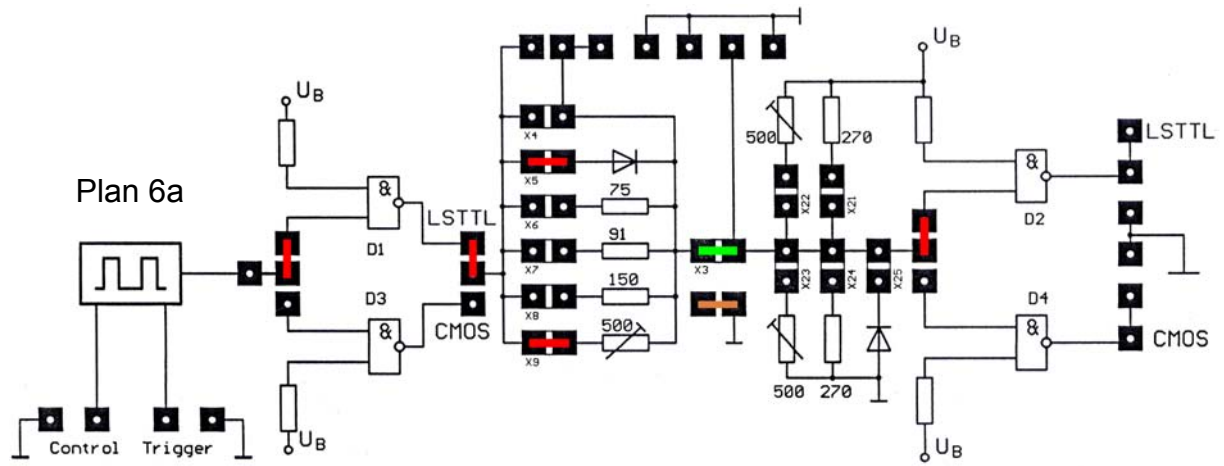 Plan 6a
U_B
&
D1
D3
&
U_B
Control Trigger
LSTTL
CMOS
X4
X5
X6
75
X7
91
X8
150
X9
500
X3
U_B
500
270
X22
X21
X23
X24
X25
500
270
&
D2
D4
&
U_B
LSTTL
CMOS